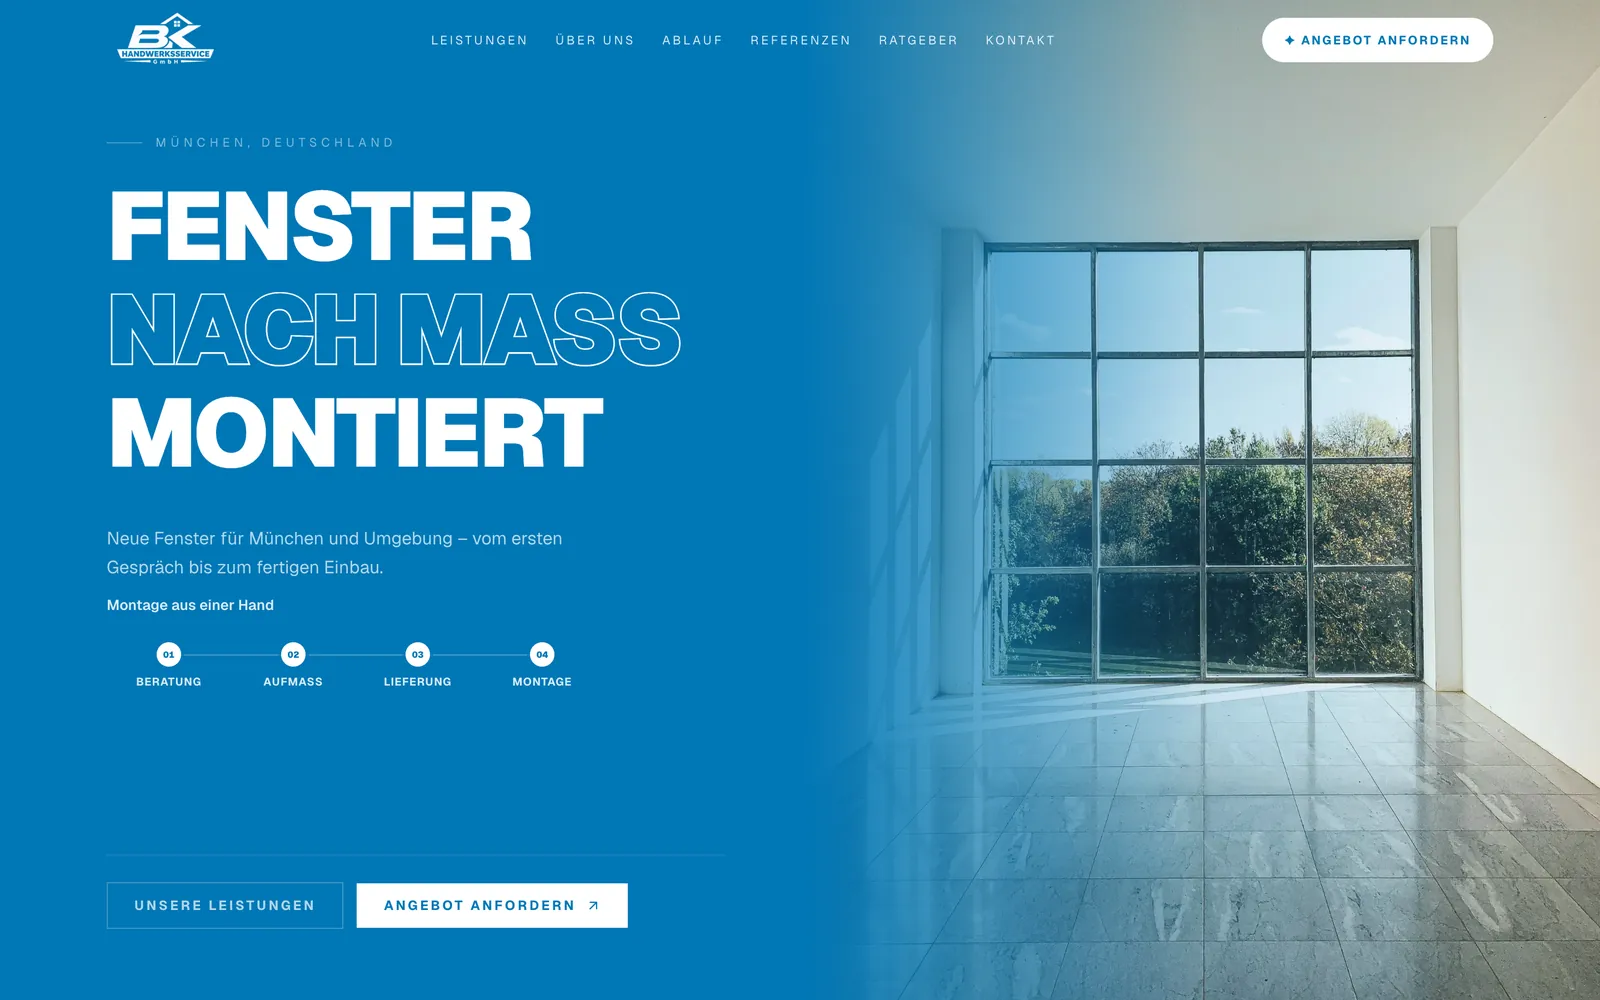 BK
HANDWERKSSERVICE
GmbH
LEISTUNGEN ÜBER UNS ABLAUF REFERENZEN RATGEBER KONTAKT
✦ ANGEBOT ANFORDERN
MÜNCHEN, DEUTSCHLAND
FENSTER
NACH MASS
MONTIERT
Neue Fenster für München und Umgebung – vom ersten
Gespräch bis zum fertigen Einbau.
Montage aus einer Hand
01 02 03 04
BERATUNG AUFMASS LIEFERUNG MONTAGE
UNSERE LEISTUNGEN
ANGEBOT ANFORDERN ↗